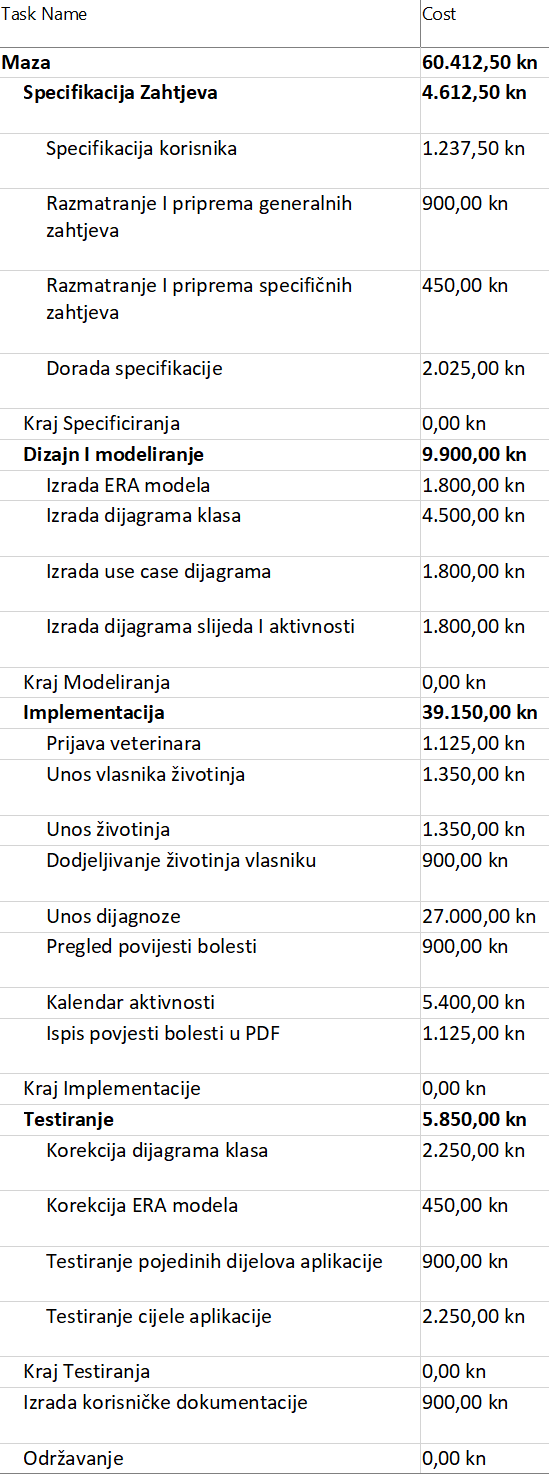 Task Name Cost
Maza 60.412,50 kn
Specifikacija Zahtjeva 4.612,50 kn
Specifikacija korisnika 1.237,50 kn
Razmatranje I priprema generalnih 900,00 kn
zahtjeva
Razmatranje I priprema specifičnih 450,00 kn
zahtjeva
Dorada specifikacije 2.025,00 kn
Kraj Specificiranja 0,00 kn
Dizajn I modeliranje 9.900,00 kn
Izrada ERA modela 1.800,00 kn
Izrada dijagrama klasa 4.500,00 kn
Izrada use case dijagrama 1.800,00 kn
Izrada dijagrama slijeda I aktivnosti 1.800,00 kn
Kraj Modeliranja 0,00 kn
Implementacija 39.150,00 kn
Prijava veterinara 1.125,00 kn
Unos vlasnika životinja 1.350,00 kn
Unos životinja 1.350,00 kn
Dodjeljivanje životinja vlasniku 900,00 kn
Unos dijagnoze 27.000,00 kn
Pregled povijesti bolesti 900,00 kn
Kalendar aktivnosti 5.400,00 kn
Ispis povjesti bolesti u PDF 1.125,00 kn
Kraj Implementacije 0,00 kn
Testiranje 5.850,00 kn
Korekcija dijagrama klasa 2.250,00 kn
Korekcija ERA modela 450,00 kn
Testiranje pojedinih dijelova aplikacije 900,00 kn
Testiranje cijele aplikacije 2.250,00 kn
Kraj Testiranja 0,00 kn
Izrada korisničke dokumentacije 900,00 kn
Održavanje 0,00 kn